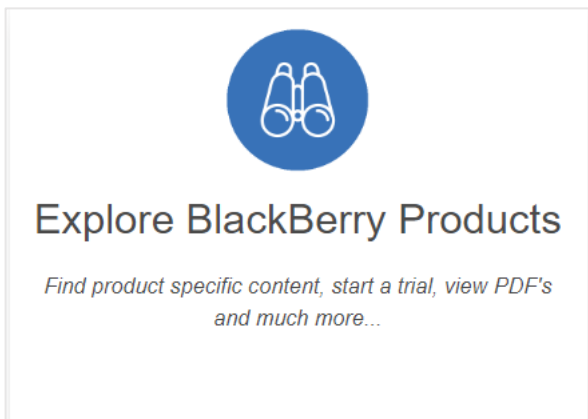 Explore BlackBerry Products
Find product specific content, start a trial, view PDF's
and much more...